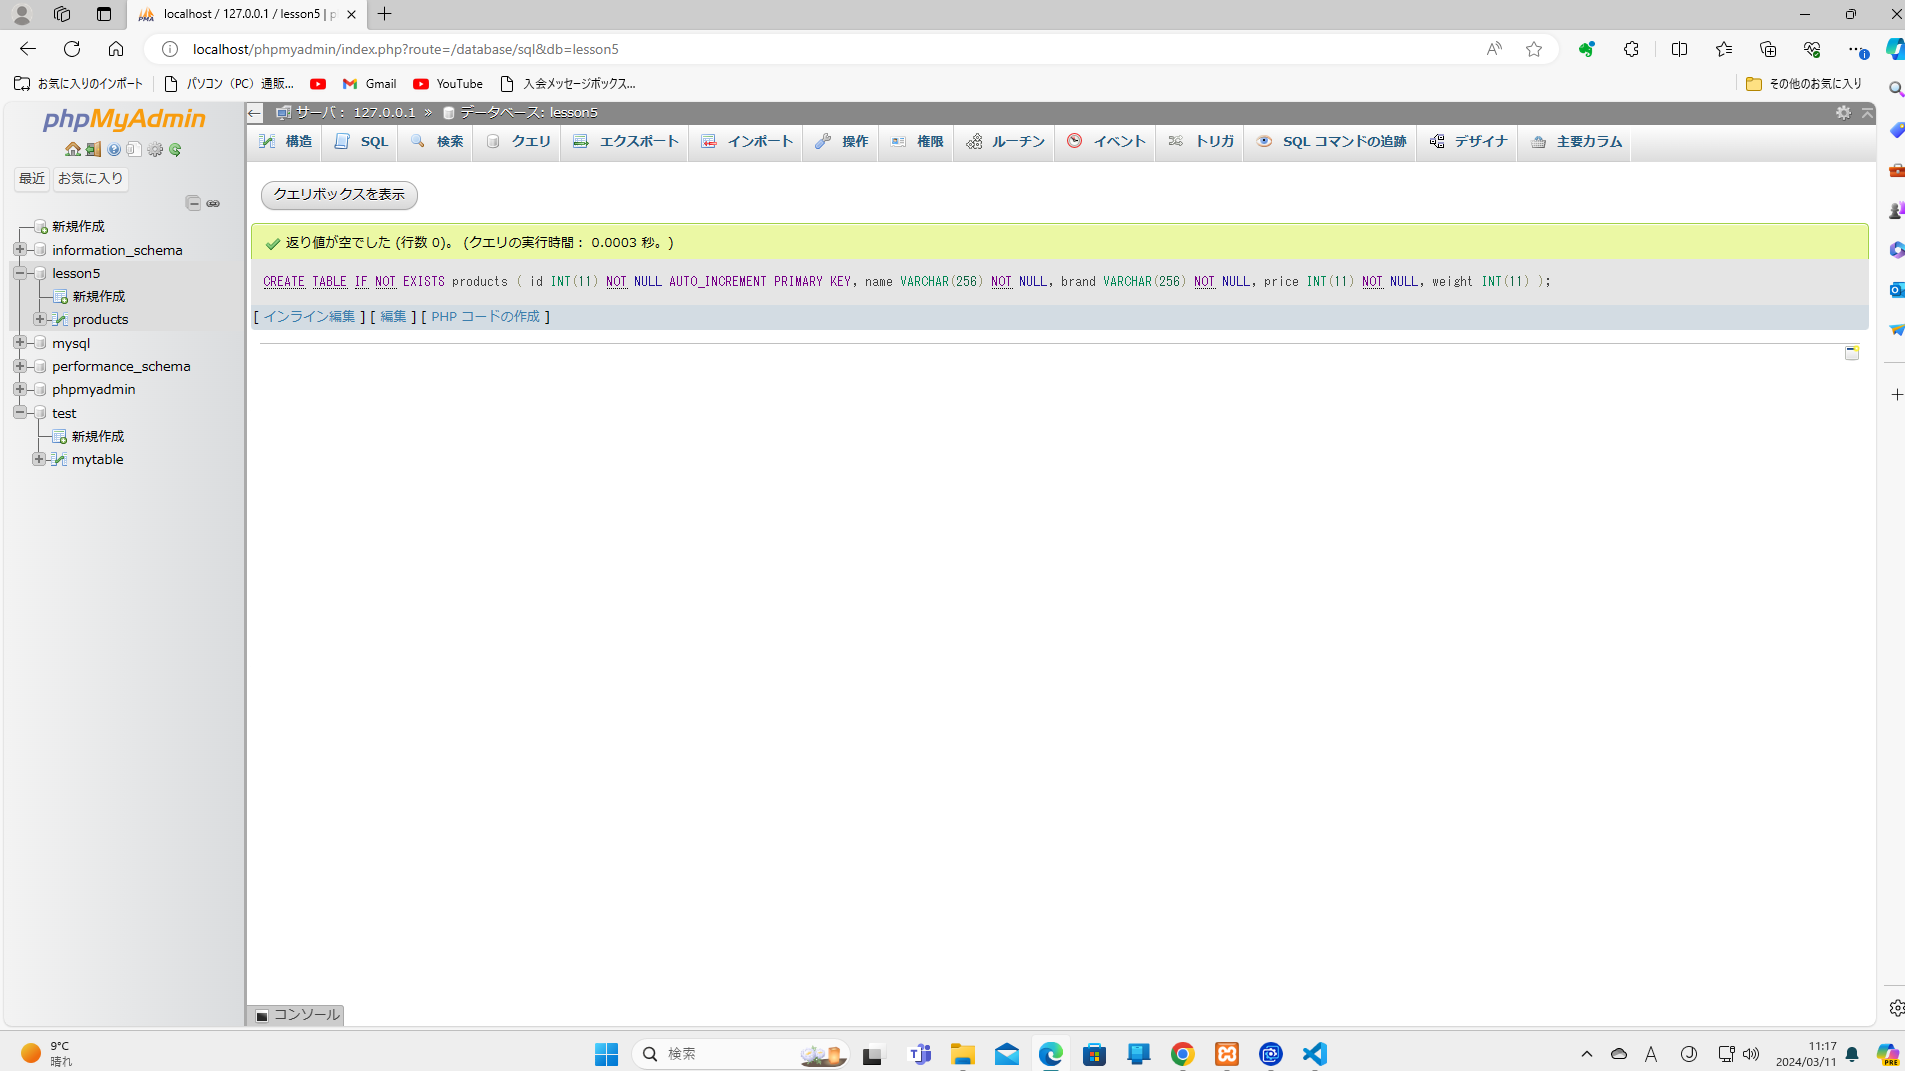 localhost / 127.0.0.1 / lesson5 | p
localhost/phpmyadmin/index.php?route=/database/sql&db=lesson5
お気に入りのインポート
パソコン（PC）通販...
Gmail
YouTube
入会メッセージボックス...
その他のお気に入り
phpMyAdmin
最近
お気に入り
新規作成
information_schema
lesson5
新規作成
products
mysql
performance_schema
phpmyadmin
test
新規作成
mytable
サーバ： 127.0.0.1 » データベース: lesson5
構造
SQL
検索
クエリ
エクスポート
インポート
操作
権限
ルーチン
イベント
トリガ
SQL コマンドの追跡
デザイナ
主要カラム
クエリボックスを表示
返り値が空でした (行数 0)。 (クエリの実行時間： 0.0003 秒。)
CREATE TABLE IF NOT EXISTS products ( id INT(11) NOT NULL AUTO_INCREMENT PRIMARY KEY, name VARCHAR(256) NOT NULL, brand VARCHAR(256) NOT NULL, price INT(11) NOT NULL, weight INT(11) );
[ インライン編集 ] [ 編集 ] [ PHP コードの作成 ]
コンソール
9°C
晴れ
検索
A
11:17
2024/03/11
PRE